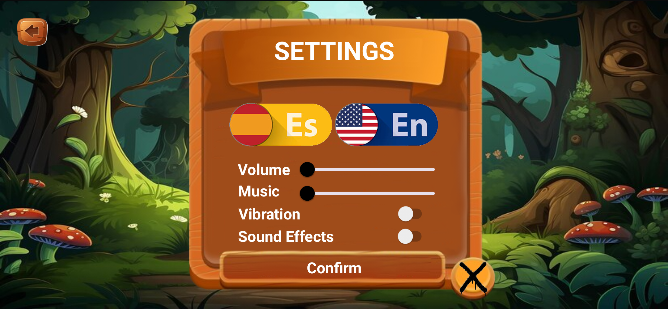 SETTINGS
Es
En
Volume
Music
Vibration
Sound Effects
Confirm